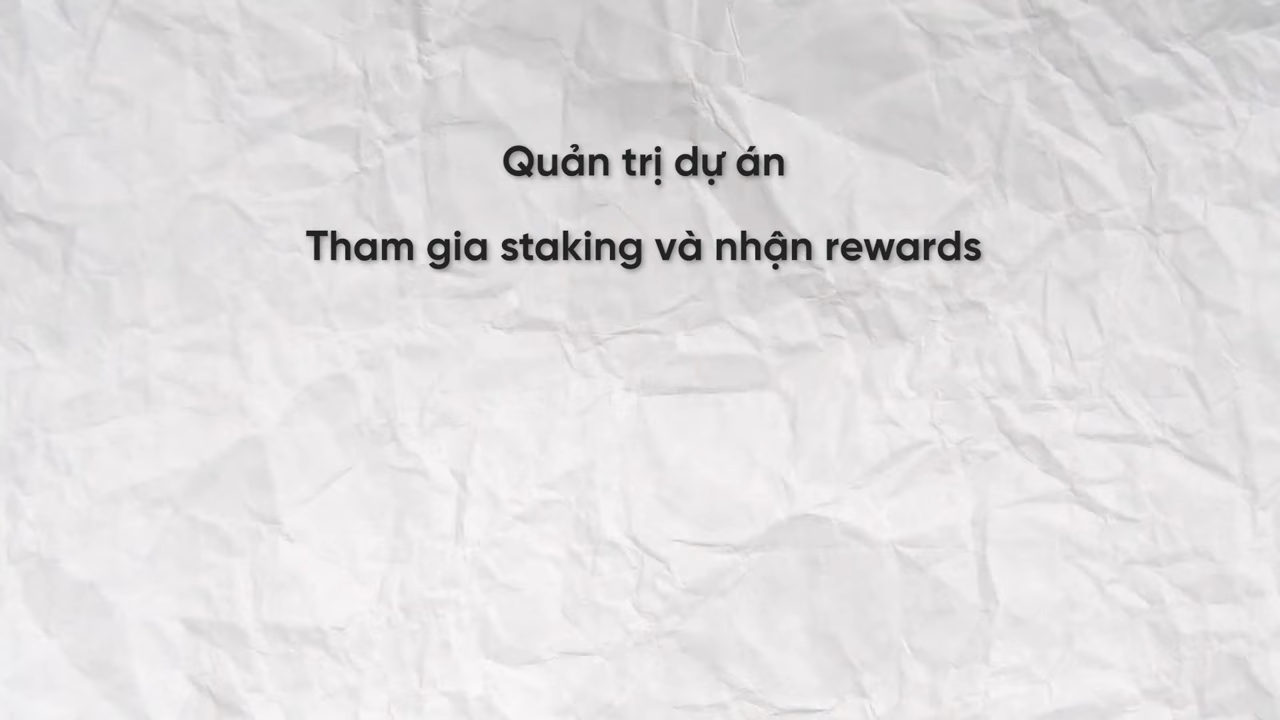 Quản trị dự án
Tham gia staking và nhận rewards